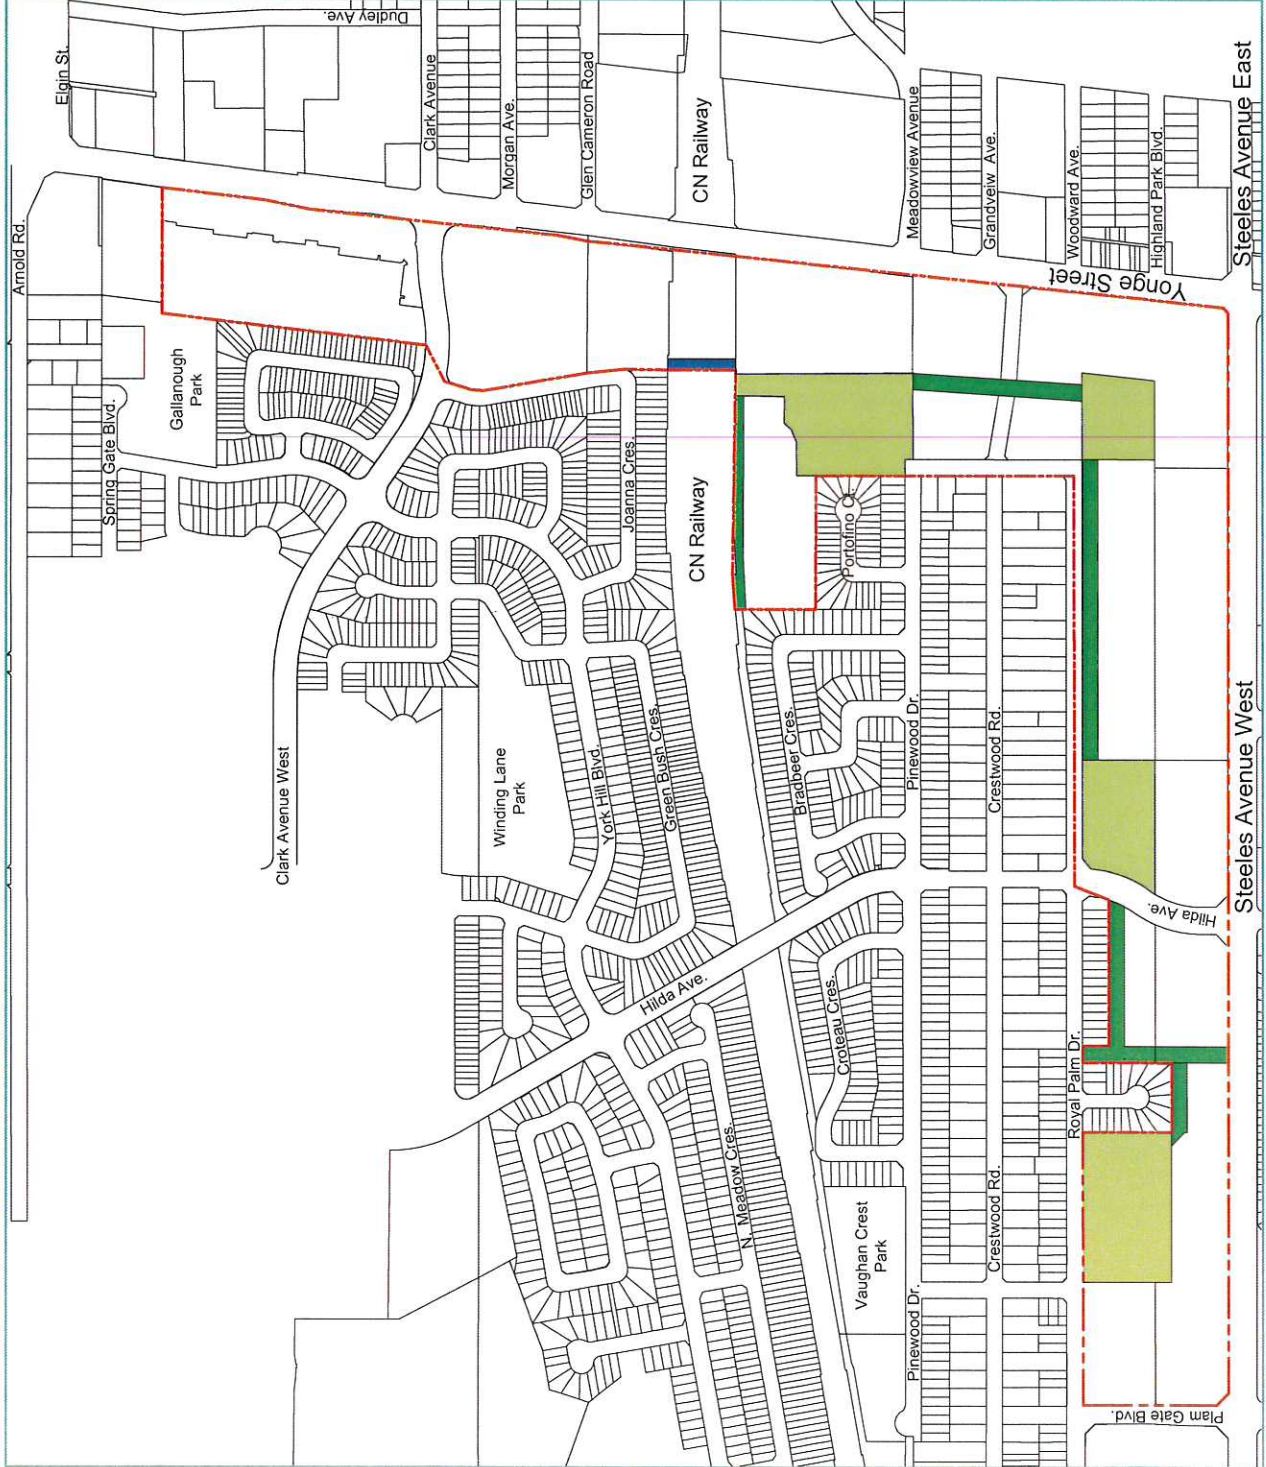 Elgin St.
Dudley Ave.
Arnold Rd.
Clark Avenue
Morgan Ave.
Glen Cameron Road
CN Railway
Meadowview Avenue
Grandveiw Ave.
Woodward Ave.
Highland Park Blvd.
Steeles Avenue East
Yonge Street
Gallanough
Park
Spring Gate Blvd.
Joanna Cres.
CN Railway
Portofino C.
Clark Avenue West
Winding Lane
Park
York Hill Blvd.
Green Bush Cres.
Bradbeer Cres.
Pinewood Dr.
Crestwood Rd.
Steeles Avenue West
Hilda Ave.
Hilda Ave.
Croteau Cres.
Royal Palm Dr.
N. Meadow Cres.
Vaughan Crest
Park
Crestwood Rd.
Pinewood Dr.
Plam Gate Blvd.